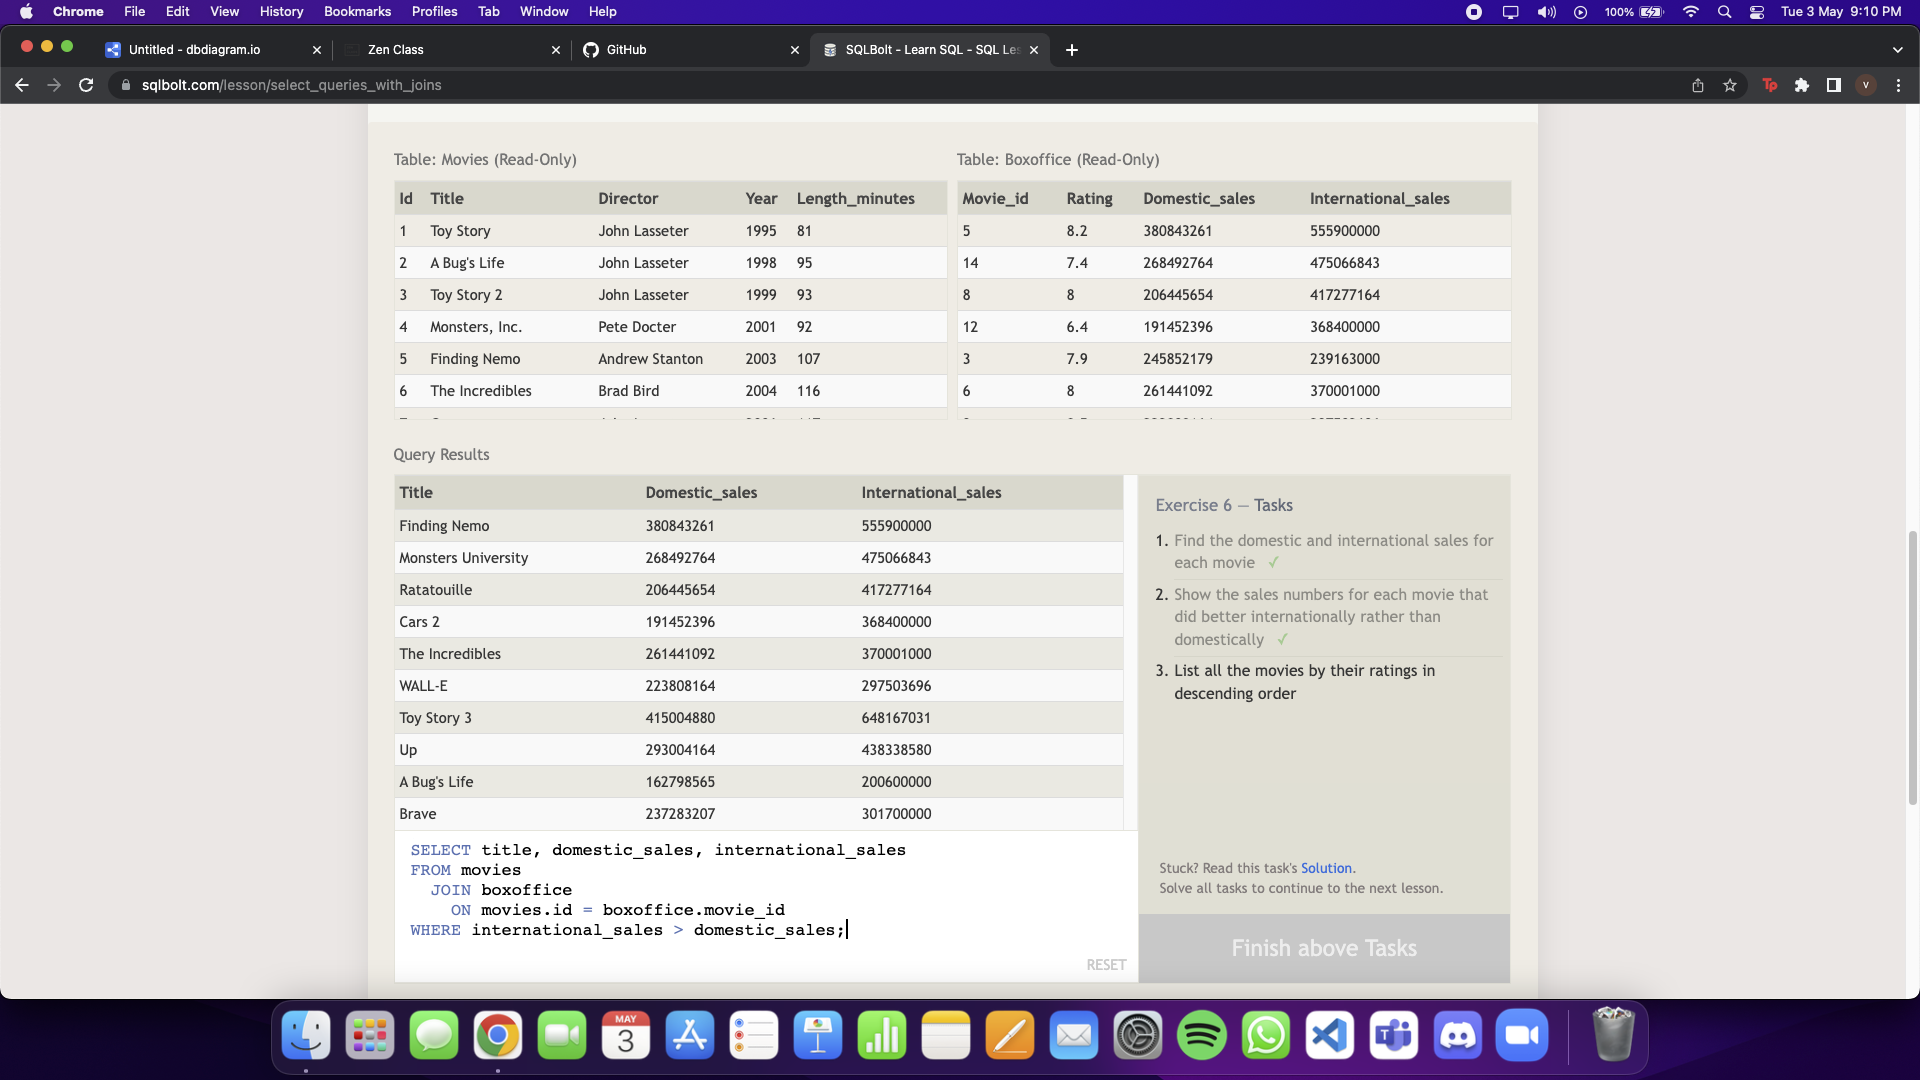 Chrome File Edit View History Bookmarks Profiles Tab Window Help 100% Tue 3 May 9:10 PM
Untitled - dbdiagram.io Zen Class GitHub SQLBolt - Learn SQL - SQL Les
sqlbolt.com/lesson/select_queries_with_joins Tp V
Table: Movies (Read-Only) Table: Boxoffice (Read-Only)
Id Title Director Year Length_minutes Movie_id Rating Domestic_sales International_sales
1 Toy Story John Lasseter 1995 81 5 8.2 380843261 555900000
2 A Bug's Life John Lasseter 1998 95 14 7.4 268492764 475066843
3 Toy Story 2 John Lasseter 1999 93 8 8 206445654 417277164
4 Monsters, Inc. Pete Docter 2001 92 12 6.4 191452396 368400000
5 Finding Nemo Andrew Stanton 2003 107 3 7.9 245852179 239163000
6 The Incredibles Brad Bird 2004 116 6 8 261441092 370001000
Query Results
Title Domestic_sales International_sales
Finding Nemo 380843261 555900000
Monsters University 268492764 475066843
Ratatouille 206445654 417277164
Cars 2 191452396 368400000
The Incredibles 261441092 370001000
WALL-E 223808164 297503696
Toy Story 3 415004880 648167031
Up 293004164 438338580
A Bug's Life 162798565 200600000
Brave 237283207 301700000
SELECT title, domestic_sales, international_sales
FROM movies
JOIN boxoffice
ON movies.id = boxoffice.movie_id
WHERE international_sales > domestic_sales;
RESET
Exercise 6 — Tasks
1. Find the domestic and international sales for
each movie ✓
2. Show the sales numbers for each movie that
did better internationally rather than
domestically ✓
3. List all the movies by their ratings in
descending order
Stuck? Read this task's Solution.
Solve all tasks to continue to the next lesson.
Finish above Tasks
MAY
3